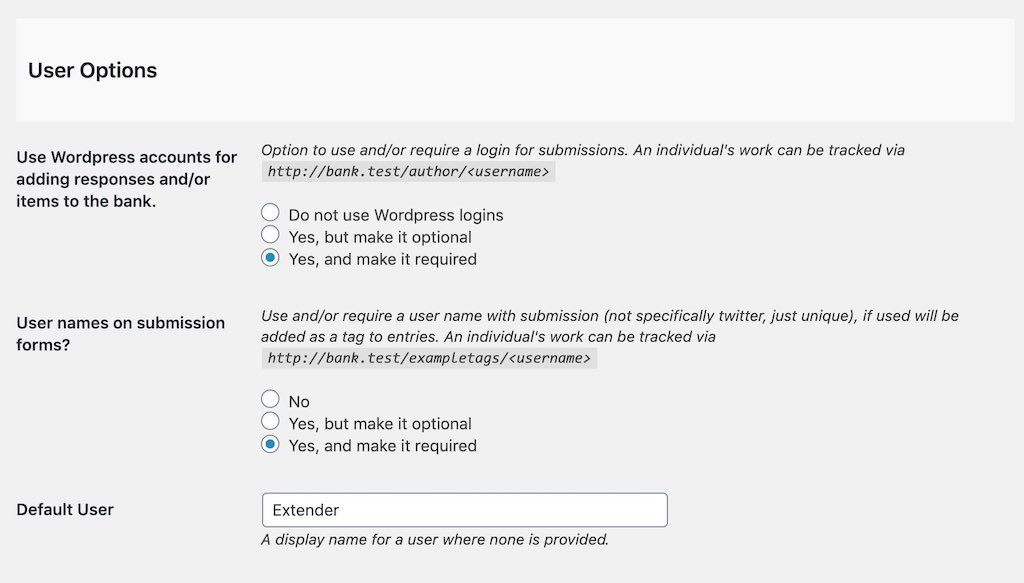 User Options
Use Wordpress accounts for
adding responses and/or
items to the bank.
Option to use and/or require a login for submissions. An individual's work can be tracked via
http://bank.test/author/<username>
Do not use Wordpress logins
Yes, but make it optional
Yes, and make it required
User names on submission
forms?
Use and/or require a user name with submission (not specifically twitter, just unique), if used will be
added as a tag to entries. An individual's work can be tracked via
http://bank.test/exampletags/<username>
No
Yes, but make it optional
Yes, and make it required
Default User
Extender
A display name for a user where none is provided.